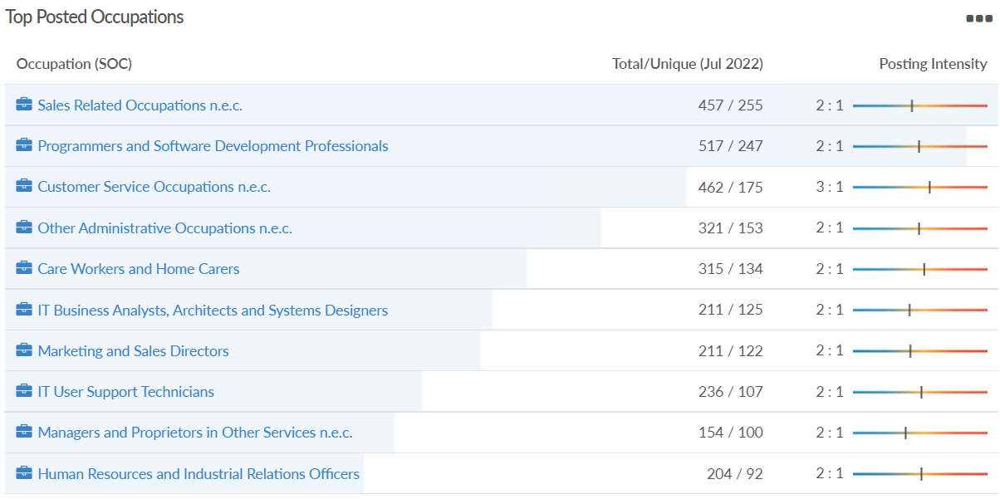 Top Posted Occupations
Occupation (SOC) Total/Unique (Jul 2022) Posting Intensity
Sales Related Occupations n.e.c. 457 / 255 2 : 1
Programmers and Software Development Professionals 517 / 247 2 : 1
Customer Service Occupations n.e.c. 462 / 175 3 : 1
Other Administrative Occupations n.e.c. 321 / 153 2 : 1
Care Workers and Home Carers 315 / 134 2 : 1
IT Business Analysts, Architects and Systems Designers 211 / 125 2 : 1
Marketing and Sales Directors 211 / 122 2 : 1
IT User Support Technicians 236 / 107 2 : 1
Managers and Proprietors in Other Services n.e.c. 154 / 100 2 : 1
Human Resources and Industrial Relations Officers 204 / 92 2 : 1